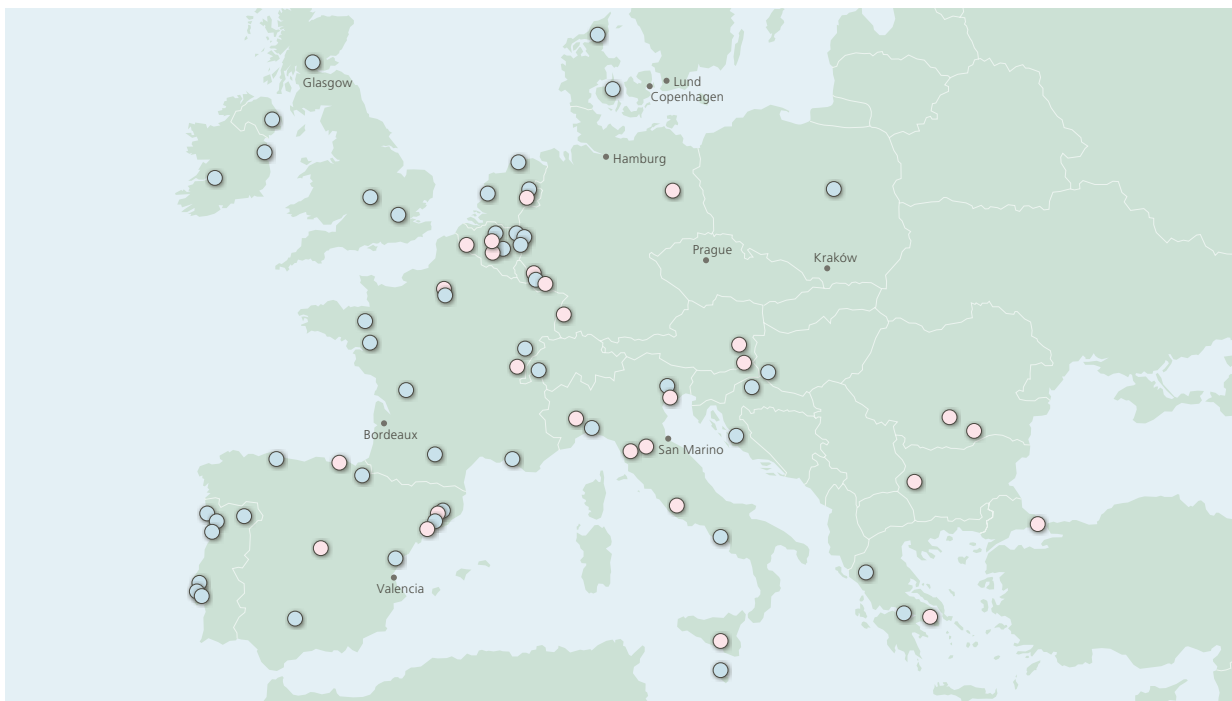 Glasgow
Lund
Copenhagen
Hamburg
Prague
Kraków
Bordeaux
San Marino
Valencia